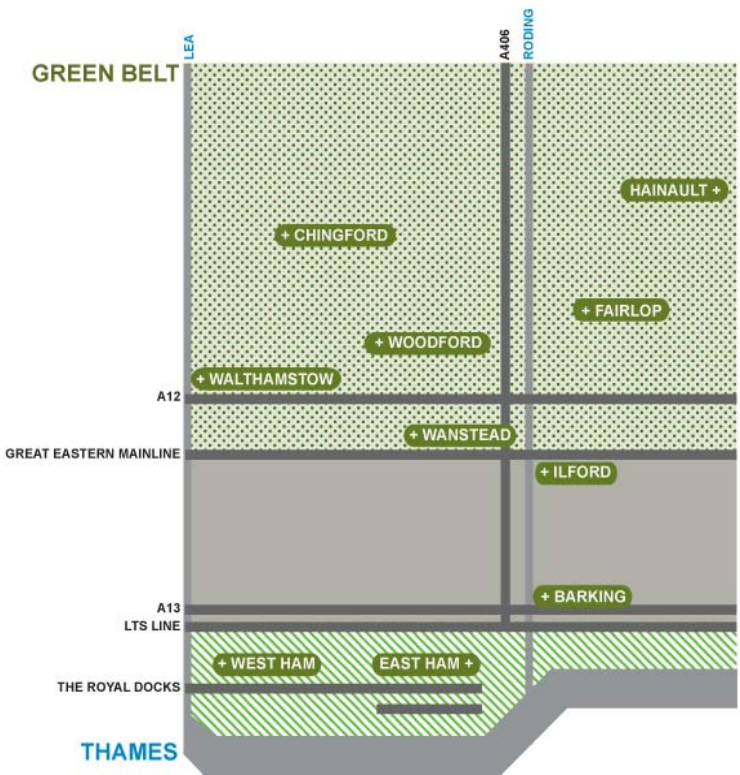 LEA
A406
RODING
GREEN BELT
HAINAULT +
+ CHINGFORD
+ FAIRLOP
+ WOODFORD
+ WALTHAMSTOW
A12
+ WANSTEAD
GREAT EASTERN MAINLINE
+ ILFORD
+ BARKING
A13
LTS LINE
+ WEST HAM
EAST HAM +
THE ROYAL DOCKS
THAMES